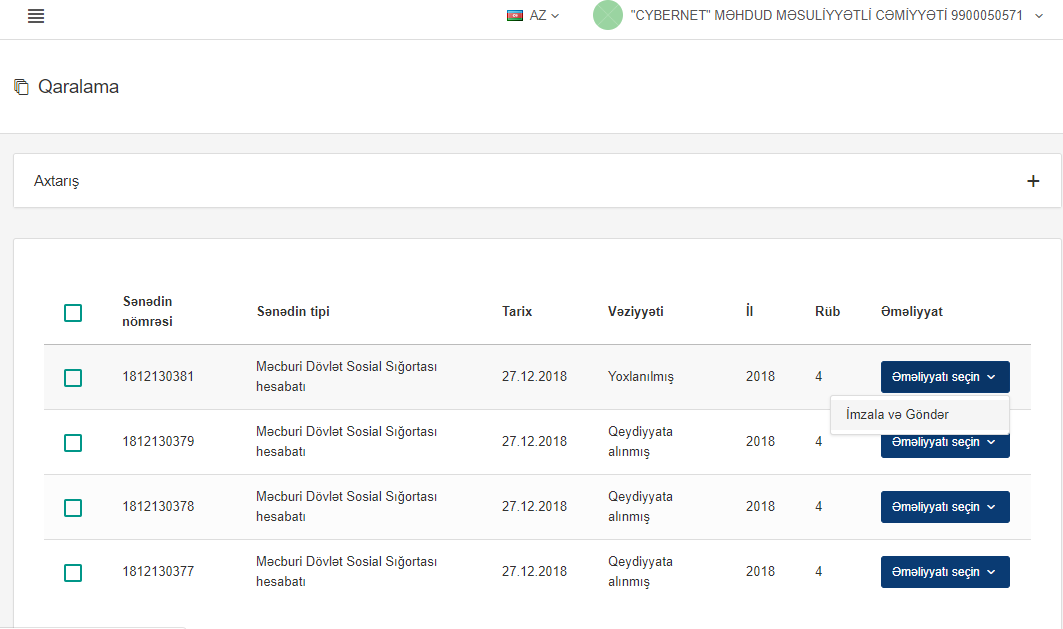 AZ
"CYBERNET" MƏHDUD MƏSULİYYƏTLİ CƏMİYYƏTİ 9900050571
Qaralama
Axtarış
+
Sənədin nömrəsi
Sənədin tipi
Tarix
Vəziyyəti
İl
Rüb
Əməliyyat
1812130381
Məcburi Dövlət Sosial Sığortası
hesabatı
27.12.2018
Yoxlanılmış
2018
4
Əməliyyatı seçin
İmzala və Göndər
1812130379
Məcburi Dövlət Sosial Sığortası
hesabatı
27.12.2018
Qeydiyyata
alınmış
2018
4
Əməliyyatı seçin
1812130378
Məcburi Dövlət Sosial Sığortası
hesabatı
27.12.2018
Qeydiyyata
alınmış
2018
4
Əməliyyatı seçin
1812130377
Məcburi Dövlət Sosial Sığortası
hesabatı
27.12.2018
Qeydiyyata
alınmış
2018
4
Əməliyyatı seçin